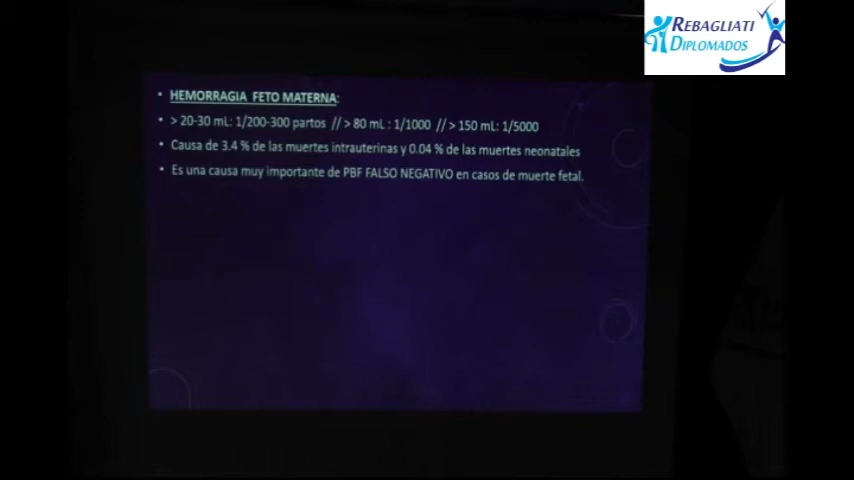 REBAGLIATI
DIPLOMADOS
HEMORRAGIA FETO MATERNA:
> 20-30 mL: 1/200-300 partos // > 80 mL : 1/1000 // > 150 mL: 1/5000
Causa de 3.4 % de las muertes intrauterinas y 0.04 % de las muertes neonatales
Es una causa muy importante de PBF FALSO NEGATIVO en casos de muerte fetal.